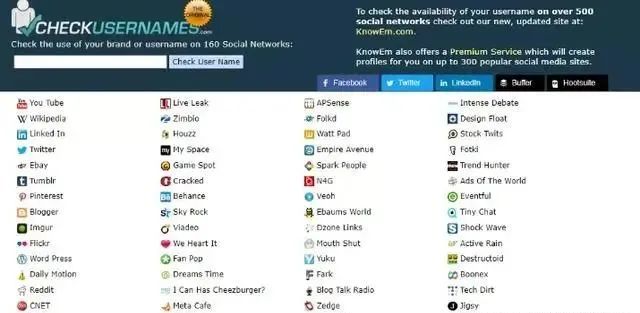 THE ORIGINAL
CHECKUSERNAMES.com
Check the use of your brand or username on 160 Social Networks:
Check User Name
To check the availability of your username on over 500
social networks check out our new, updated site at:
KnowEm.com.
KnowEm also offers a Premium Service which will create
profiles for you on up to 300 popular social media sites.
Facebook Twitter LinkedIn Buffer Hootsuite
You Tube Live Leak APSense Intense Debate
Wikipedia Zimbio Folkd Design Float
Linked In Houzz Watt Pad Stock Twits
Twitter My Space Empire Avenue Fotki
Ebay Game Spot Spark People Trend Hunter
Tumblr Cracked N4G Ads Of The World
Pinterest Behance Veoh Eventful
Blogger Sky Rock Ebaums World Tiny Chat
Imgur Viadeo Dzone Links Shock Wave
Flickr We Heart It Mouth Shut Active Rain
Word Press Fan Pop Yuku Destructoid
Daily Motion Dreams Time Fark Boonex
Reddit I Can Has Cheezburger? Blog Talk Radio Tech Dirt
CNET Meta Cafe Zedge Jigsy